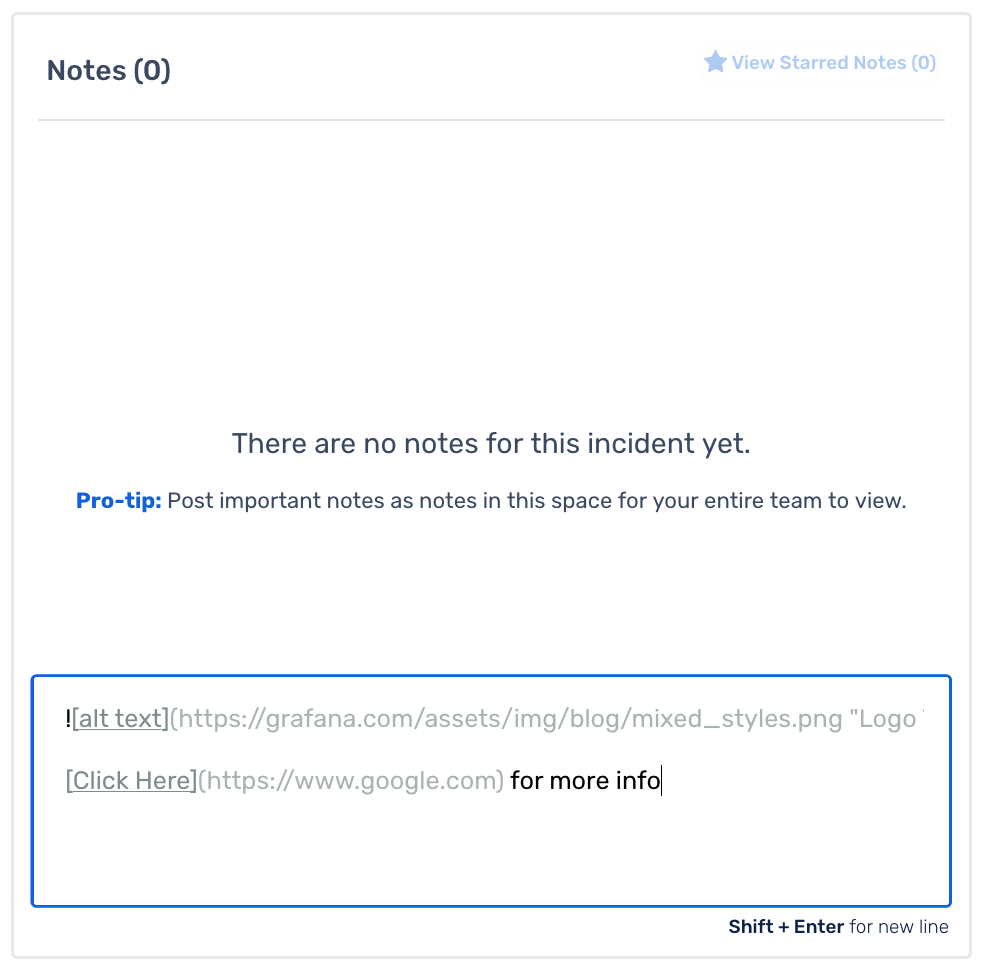 Notes (0)
View Starred Notes (0)
There are no notes for this incident yet.
Pro-tip: Post important notes as notes in this space for your entire team to view.
![alt text](https://grafana.com/assets/img/blog/mixed_styles.png "Logo
[Click Here](https://www.google.com) for more info
Shift + Enter for new line